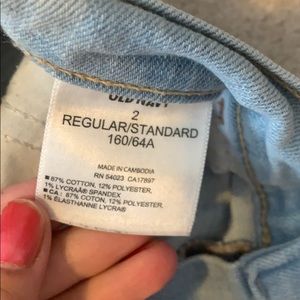 OLD NAVY
2
REGULAR/STANDARD
160/64A
MADE IN CAMBODIA
RN 54023 CA17897
■ 87% COTTON, 12% POLYESTER,
1% LYCRA® SPANDEX
■ CA: 87% COTON, 12% POLYESTER,
1% ÉLASTHANNE LYCRA®